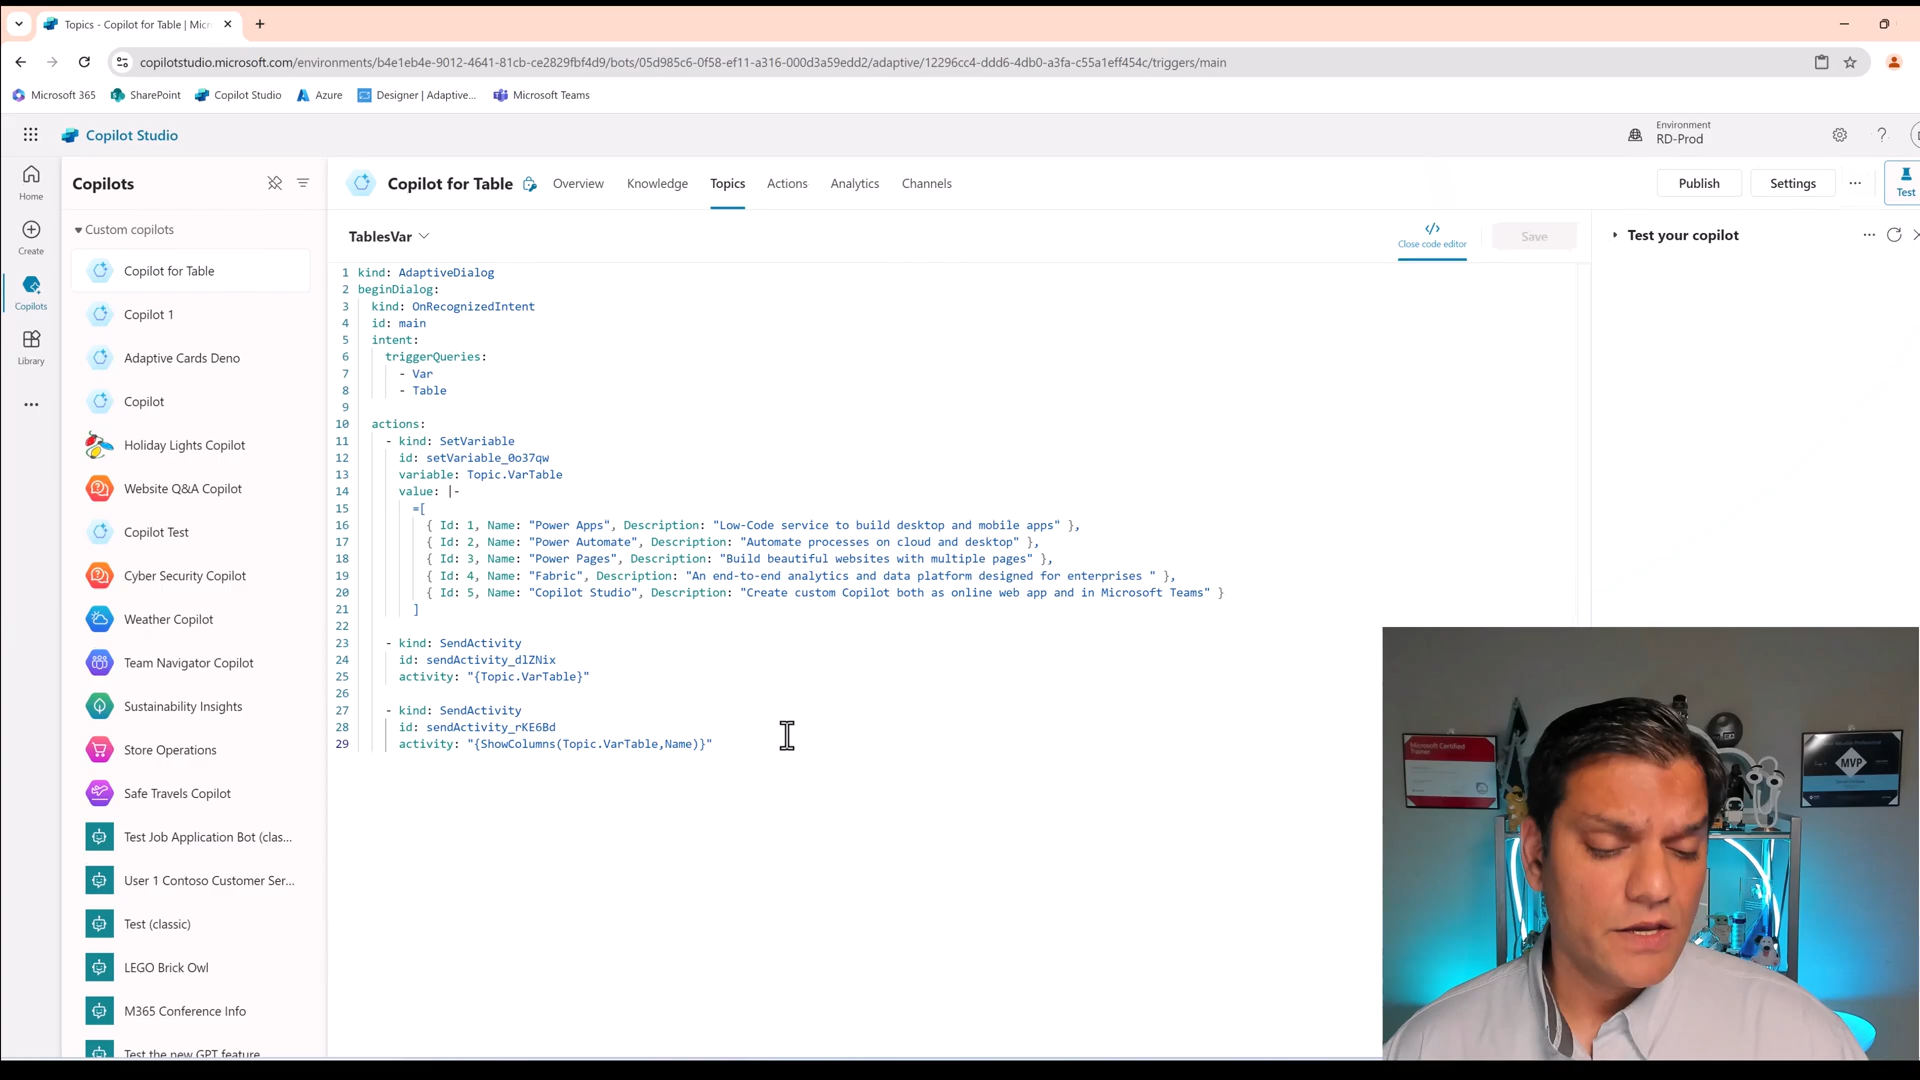 Topics - Copilot for Table | Micr
copilotstudio.microsoft.com/environments/b4e1eb4e-9012-4641-81cb-ce2829fbf4d9/bots/05d985c6-0f58-ef11-a316-000d3a59edd2/adaptive/12296cc4-ddd6-4db0-a3fa-c55a1eff454c/triggers/main
Microsoft 365 SharePoint Copilot Studio Azure Designer | Adaptive... Microsoft Teams
Copilot Studio
Environment
RD-Prod
Home
Create
Copilots
Library
Copilots
Custom copilots
Copilot for Table
Copilot 1
Adaptive Cards Deno
Copilot
Holiday Lights Copilot
Website Q&A Copilot
Copilot Test
Cyber Security Copilot
Weather Copilot
Team Navigator Copilot
Sustainability Insights
Store Operations
Safe Travels Copilot
Test Job Application Bot (clas...
User 1 Contoso Customer Ser...
Test (classic)
LEGO Brick Owl
M365 Conference Info
Test the new GPT feature
Copilot for Table Overview Knowledge Topics Actions Analytics Channels
Publish Settings ... Test
TablesVar
</> Close code editor
Save
1 kind: AdaptiveDialog
2 beginDialog:
3 kind: OnRecognizedIntent
4 id: main
5 intent:
6 triggerQueries:
7 - Var
8 - Table
9
10 actions:
11 - kind: SetVariable
12 id: setVariable_0o37qw
13 variable: Topic.VarTable
14 value: |-
15 =[
16 { Id: 1, Name: "Power Apps", Description: "Low-Code service to build desktop and mobile apps" },
17 { Id: 2, Name: "Power Automate", Description: "Automate processes on cloud and desktop" },
18 { Id: 3, Name: "Power Pages", Description: "Build beautiful websites with multiple pages" },
19 { Id: 4, Name: "Fabric", Description: "An end-to-end analytics and data platform designed for enterprises " },
20 { Id: 5, Name: "Copilot Studio", Description: "Create custom Copilot both as online web app and in Microsoft Teams" }
21 ]
22
23 - kind: SendActivity
24 id: sendActivity_dlZNix
25 activity: "{Topic.VarTable}"
26
27 - kind: SendActivity
28 id: sendActivity_rKE6Bd
29 activity: "{ShowColumns(Topic.VarTable,Name)}"
Test your copilot
Microsoft Certified
Trainer
MVP